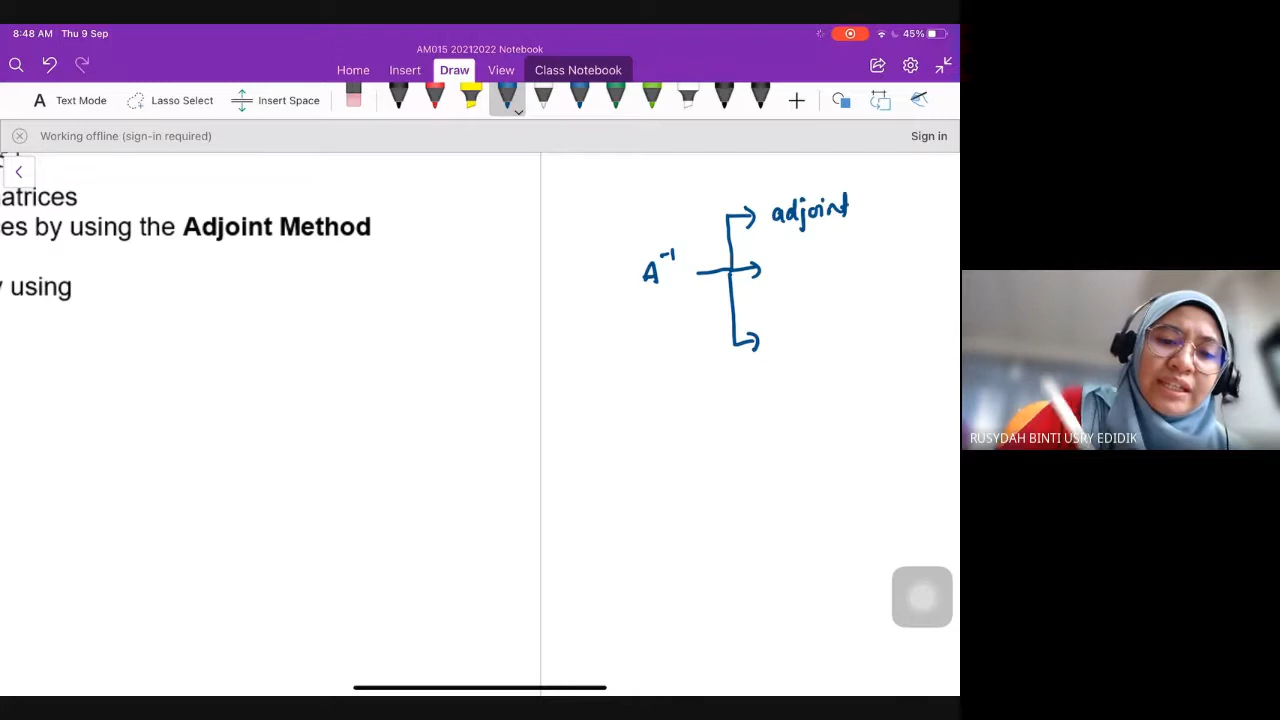 8:48 AM Thu 9 Sep
45%
AM015 20212022 Notebook
Home Insert Draw View Class Notebook
Text Mode Lasso Select Insert Space
Working offline (sign-in required) Sign in
atrices
es by using the Adjoint Method
using
adjoint
A⁻¹
RUSYDAH BINTI USRY EDIDIK